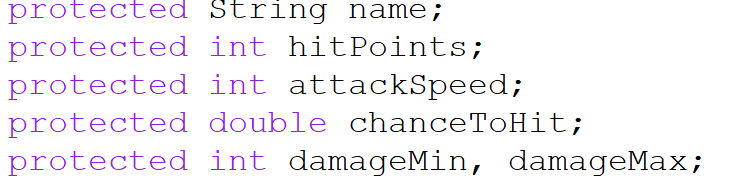 protected String name;
protected int hitPoints;
protected int attackSpeed;
protected double chanceToHit;
protected int damageMin, damageMax;